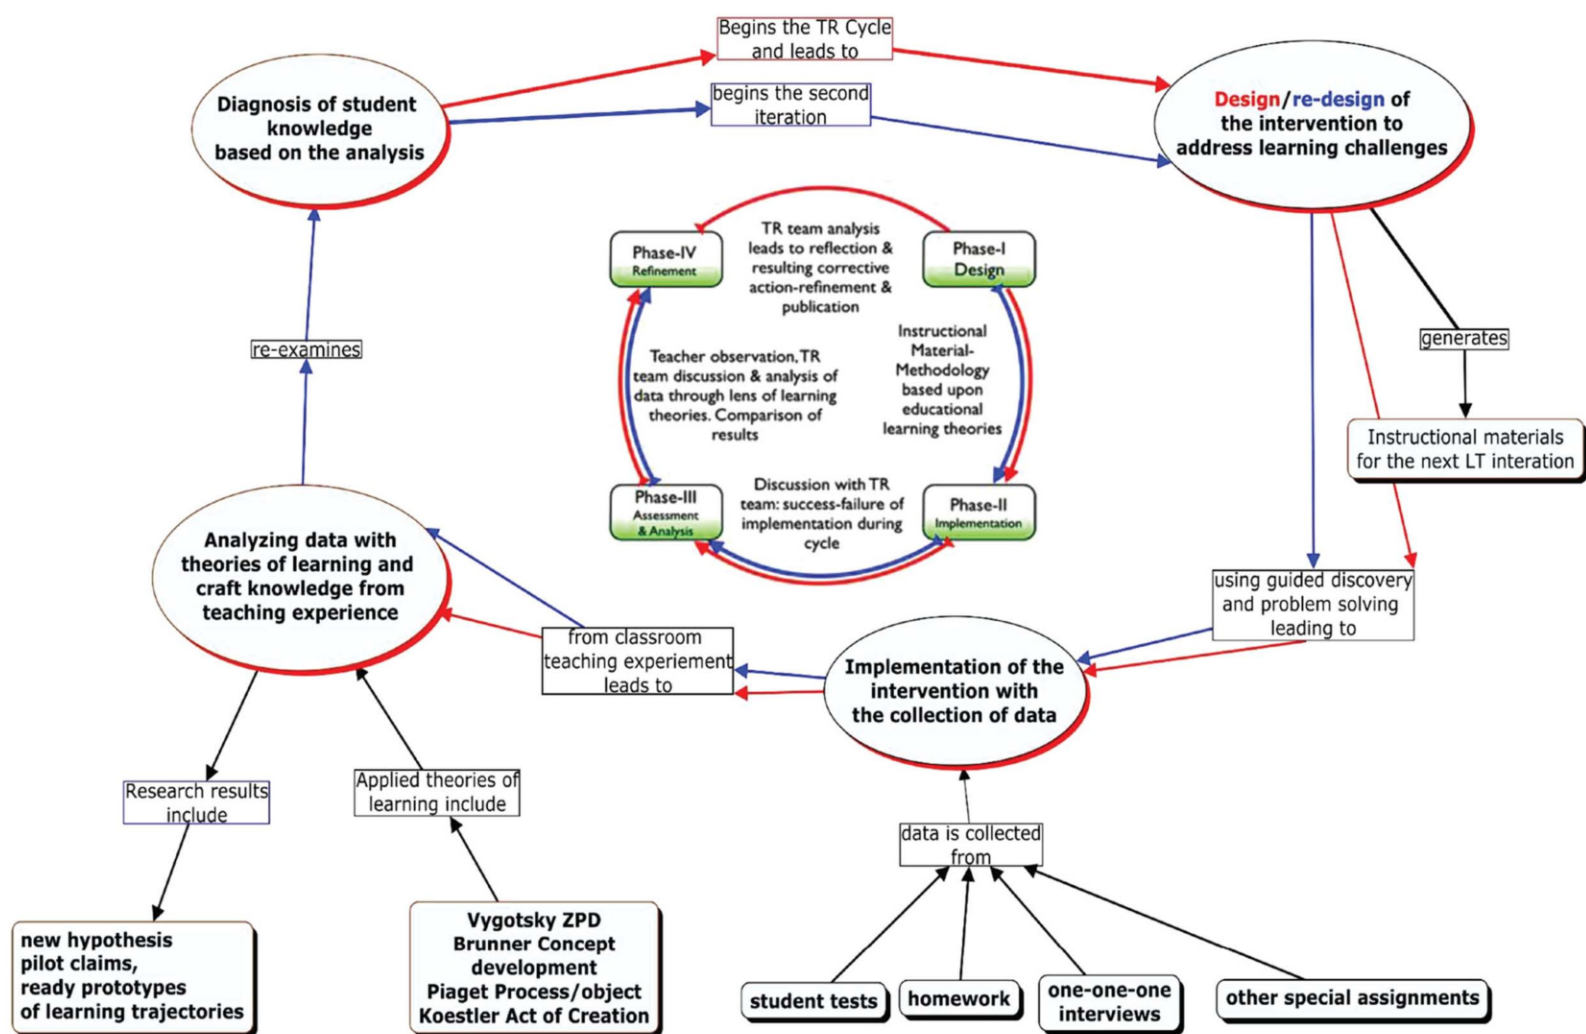 Begins the TR Cycle
and leads to
begins the second
iteration
Diagnosis of student
knowledge
based on the analysis
Design/re-design of
the intervention to
address learning challenges
Phase-IV
Refinement
TR team analysis
leads to reflection &
resulting corrective
action-refinement &
publication
Phase-I
Design
re-examines
Teacher observation, TR
team discussion & analysis of
data through lens of learning
theories. Comparison of
results
Instructional
Material-
Methodology
based upon
educational
learning theories
generates
Instructional materials
for the next LT interation
Phase-III
Assessment
& Analysis
Discussion with TR
team: success-failure of
implementation during
cycle
Phase-II
Implementation
Analyzing data with
theories of learning and
craft knowledge from
teaching experience
from classroom
teaching experiement
leads to
Implementation of the
intervention with
the collection of data
using guided discovery
and problem solving
leading to
Research results
include
Applied theories of
learning include
data is collected
from
new hypothesis
pilot claims,
ready prototypes
of learning trajectories
Vygotsky ZPD
Brunner Concept
development
Piaget Process/object
Koestler Act of Creation
student tests
homework
one-one-one
interviews
other special assignments